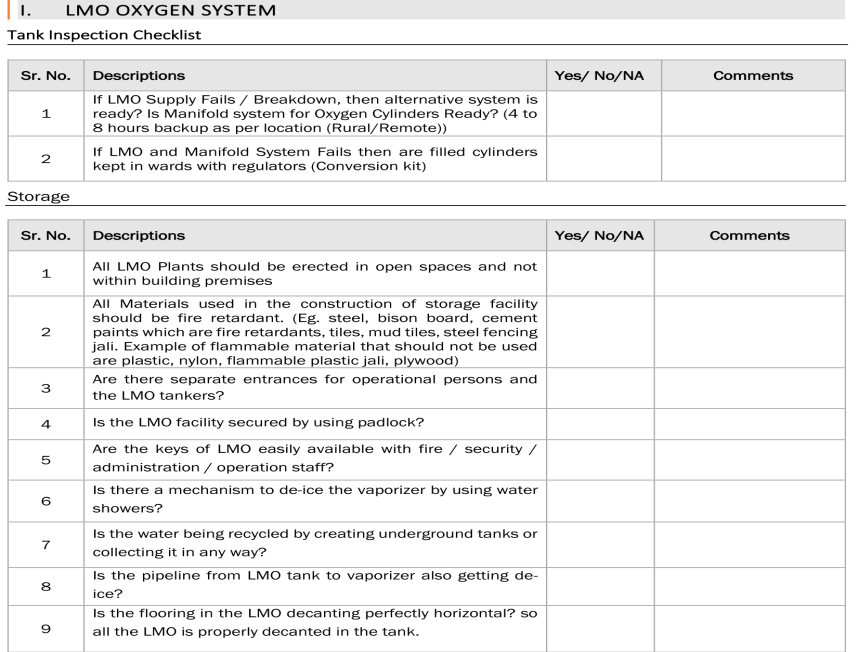 I. LMO OXYGEN SYSTEM
Tank Inspection Checklist
Sr. No. Descriptions Yes/ No/NA Comments
1 If LMO Supply Fails / Breakdown, then alternative system is
ready? Is Manifold system for Oxygen Cylinders Ready? (4 to
8 hours backup as per location (Rural/Remote))
2 If LMO and Manifold System Fails then are filled cylinders
kept in wards with regulators (Conversion kit)
Storage
Sr. No. Descriptions Yes/ No/NA Comments
1 All LMO Plants should be erected in open spaces and not
within building premises
2 All Materials used in the construction of storage facility
should be fire retardant. (Eg. steel, bison board, cement
paints which are fire retardants, tiles, mud tiles, steel fencing
jali. Example of flammable material that should not be used
are plastic, nylon, flammable plastic jali, plywood)
3 Are there separate entrances for operational persons and
the LMO tankers?
4 Is the LMO facility secured by using padlock?
5 Are the keys of LMO easily available with fire / security /
administration / operation staff?
6 Is there a mechanism to de-ice the vaporizer by using water
showers?
7 Is the water being recycled by creating underground tanks or
collecting it in any way?
8 Is the pipeline from LMO tank to vaporizer also getting de-
ice?
9 Is the flooring in the LMO decanting perfectly horizontal? so
all the LMO is properly decanted in the tank.